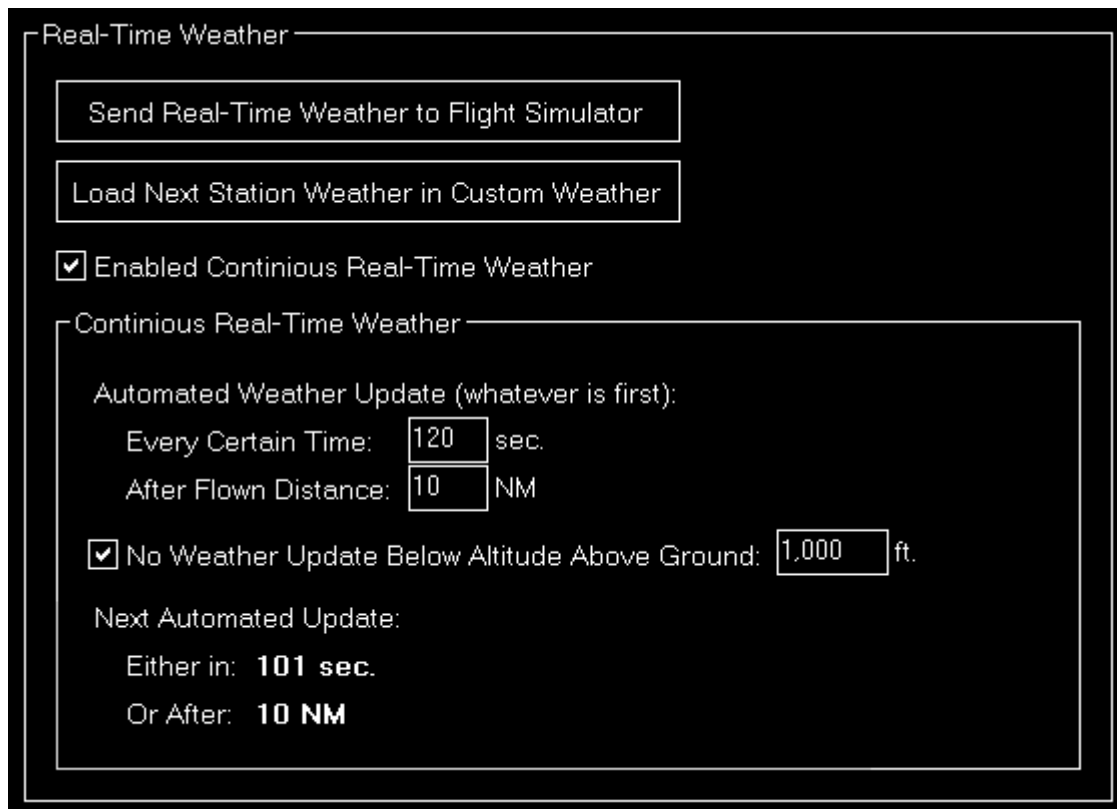 Real-Time Weather
Send Real-Time Weather to Flight Simulator
Load Next Station Weather in Custom Weather
Enabled Continious Real-Time Weather
Continious Real-Time Weather
Automated Weather Update (whatever is first):
Every Certain Time: 120 sec.
After Flown Distance: 10 NM
No Weather Update Below Altitude Above Ground: 1,000 ft.
Next Automated Update:
Either in: 101 sec.
Or After: 10 NM